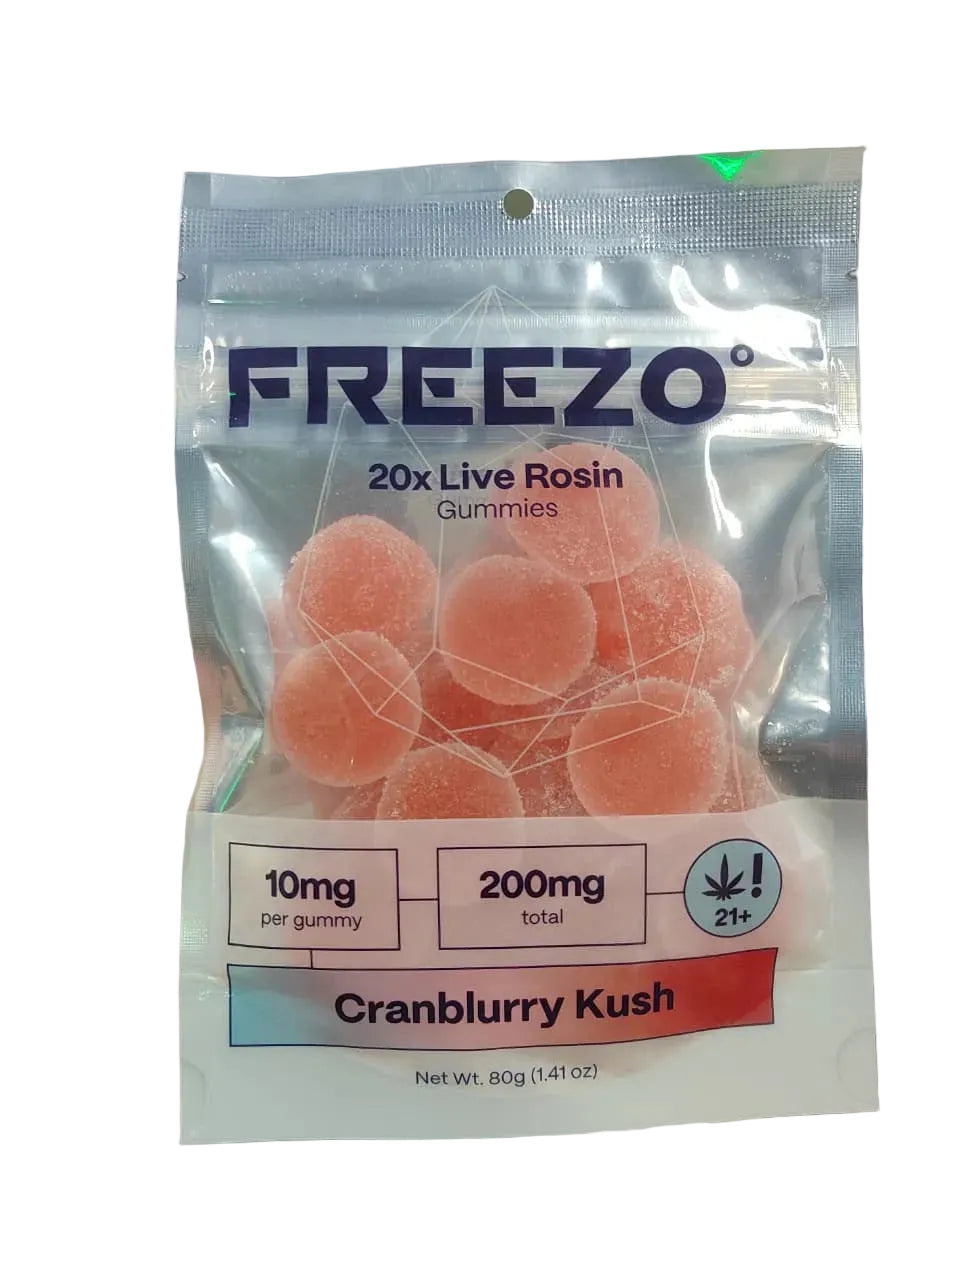 FREEZO°
20x Live Rosin
Gummies
10mg
per gummy
200mg
total
!
21+
Cranblurry Kush
Net Wt. 80g (1.41 oz)